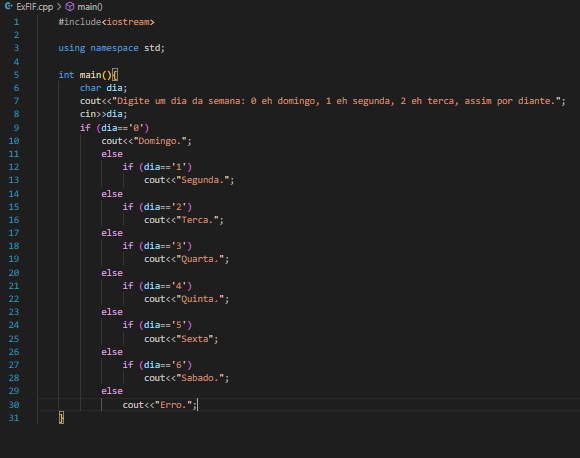 ExFIF.cpp > main()
1 #include<iostream>
2
3 using namespace std;
4
5 int main(){
6 char dia;
7 cout<<"Digite um dia da semana: 0 eh domingo, 1 eh segunda, 2 eh terca, assim por diante.";
8 cin>>dia;
9 if (dia=='0')
10 cout<<"Domingo.";
11 else
12 if (dia=='1')
13 cout<<"Segunda.";
14 else
15 if (dia=='2')
16 cout<<"Terca.";
17 else
18 if (dia=='3')
19 cout<<"Quarta.";
20 else
21 if (dia=='4')
22 cout<<"Quinta.";
23 else
24 if (dia=='5')
25 cout<<"Sexta";
26 else
27 if (dia=='6')
28 cout<<"Sabado.";
29 else
30 cout<<"Erro.";
31 }